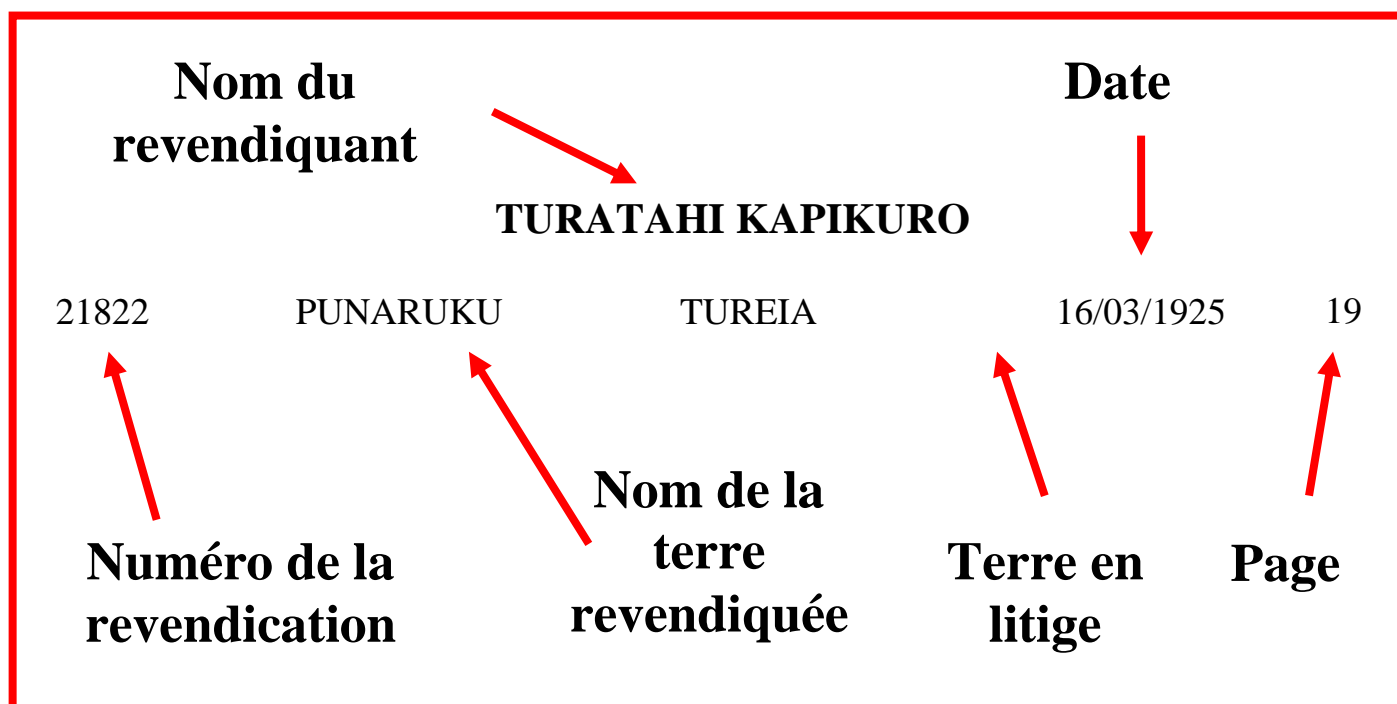 Nom du
revendiquant
Date
TURATAHI KAPIKURO
21822 PUNARUKU TUREIA 16/03/1925 19
Numéro de la
revendication
Nom de la
terre
revendiquée
Terre en
litige
Page